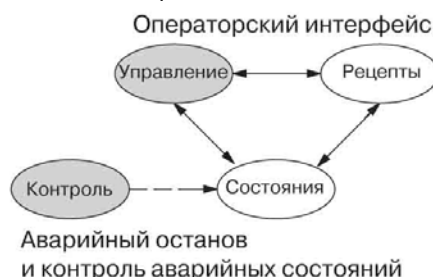 Операторский интерфейс
Управление
Рецепты
Контроль
Состояния
Аварийный останов
и контроль аварийных состояний